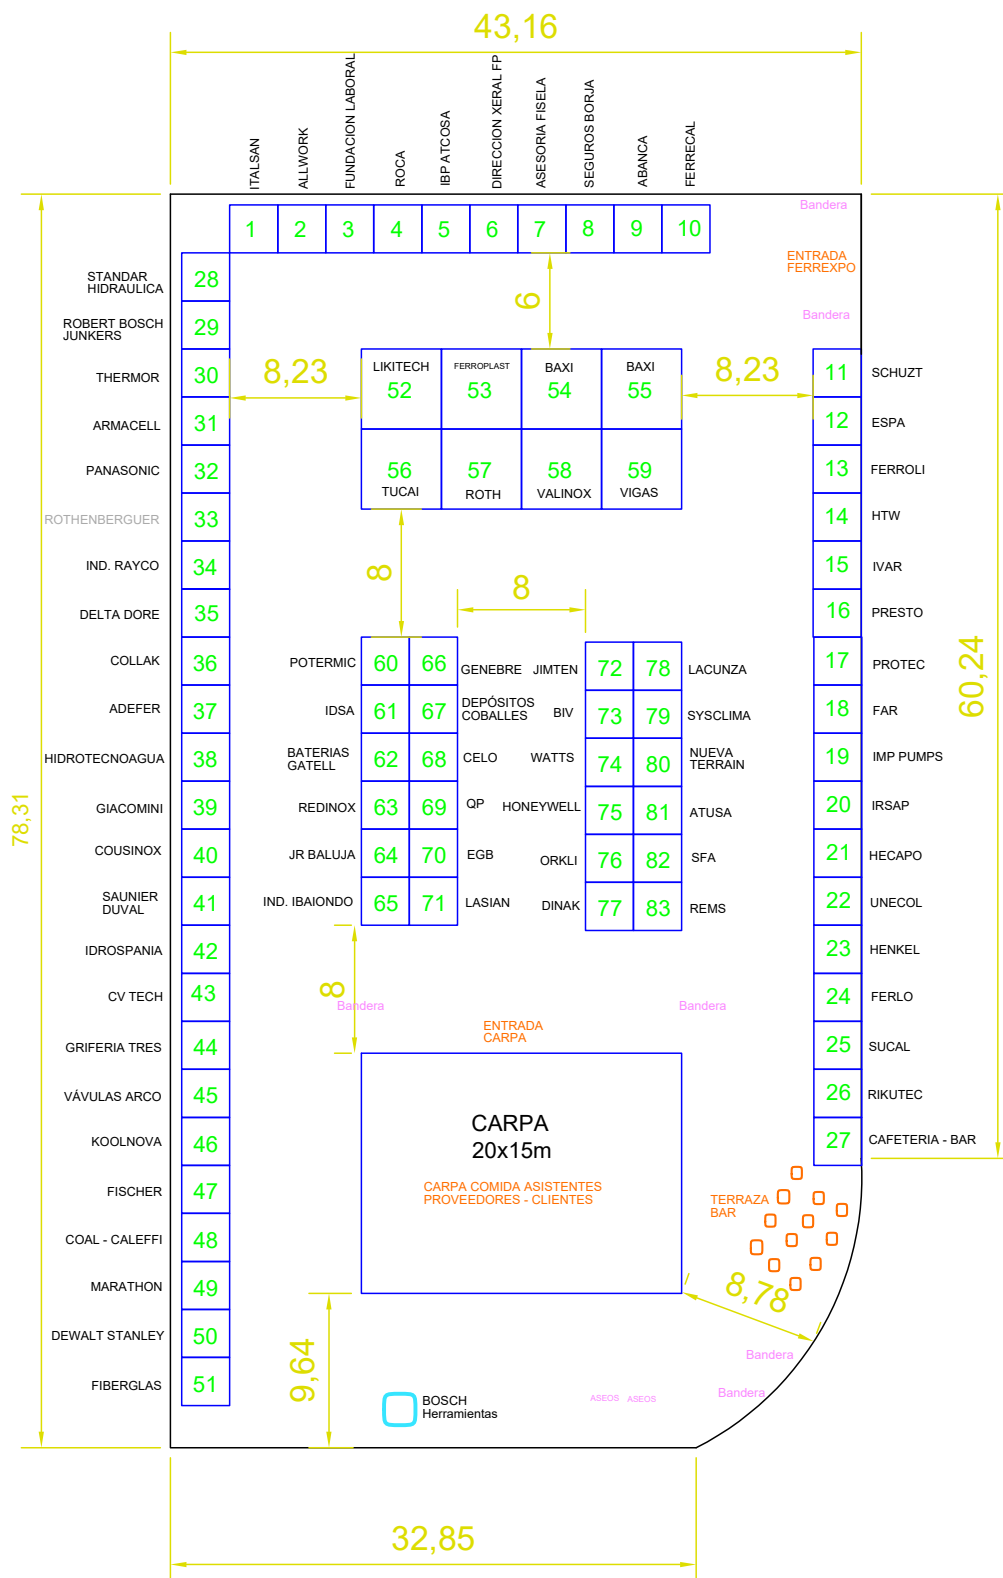 43,16
ITALSAN
ALLWORK
FUNDACION LABORAL
ROCA
IBP ATCOSA
DIRECCION XERAL FP
ASESORIA FISELA
SEGUROS BORJA
ABANCA
FERRECAL
1 2 3 4 5 6 7 8 9 10
Bandera
ENTRADA
FERREXPO
Bandera
6
78,31
60,24
STANDAR
HIDRAULICA
28
ROBERT BOSCH
JUNKERS
29
THERMOR
30
ARMACELL
31
PANASONIC
32
ROTHENBERGUER
33
IND. RAYCO
34
DELTA DORE
35
COLLAK
36
ADEFER
37
HIDROTECNOAGUA
38
GIACOMINI
39
COUSINOX
40
SAUNIER
DUVAL
41
IDROSPANIA
42
CV TECH
43
GRIFERIA TRES
44
VÁVULAS ARCO
45
KOOLNOVA
46
FISCHER
47
COAL - CALEFFI
48
MARATHON
49
DEWALT STANLEY
50
FIBERGLAS
51
8,23
LIKITECH
52
FERROPLAST
53
BAXI
54
BAXI
55
8,23
56
TUCAI
57
ROTH
58
VALINOX
59
VIGAS
8
8
POTERMIC
60 66
GENEBRE
IDSA
61 67
DEPÓSITOS
COBALLES
BATERIAS
GATELL
62 68
CELO
REDINOX
63 69
QP
JR BALUJA
64 70
EGB
IND. IBAIONDO
65 71
LASIAN
JIMTEN
72 78
LACUNZA
BIV
73 79
SYSCLIMA
WATTS
74 80
NUEVA
TERRAIN
HONEYWELL
75 81
ATUSA
ORKLI
76 82
SFA
DINAK
77 83
REMS
11
SCHUZT
12
ESPA
13
FERROLI
14
HTW
15
IVAR
16
PRESTO
17
PROTEC
18
FAR
19
IMP PUMPS
20
IRSAP
21
HECAPO
22
UNECOL
23
HENKEL
24
FERLO
25
SUCAL
26
RIKUTEC
27
CAFETERIA - BAR
8
Bandera
Bandera
ENTRADA
CARPA
CARPA
20x15m
CARPA COMIDA ASISTENTES
PROVEEDORES - CLIENTES
TERRAZA
BAR
8,78
9,64
Bandera
Bandera
BOSCH
Herramientas
ASEOS ASEOS
32,85